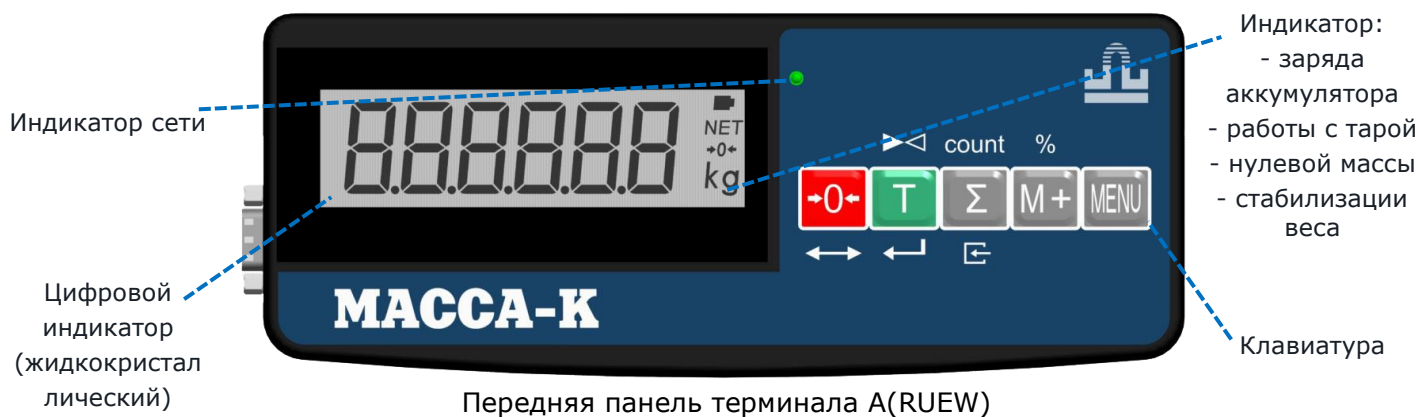 Индикатор сети
Цифровой
индикатор
(жидкокристал
лический)
888888
NET
→0←
kg
МАССА-К
count %
→0← T Σ M+ MENU
Индикатор:
- заряда
аккумулятора
- работы с тарой
- нулевой массы
- стабилизации
веса
Клавиатура
Передняя панель терминала A(RUEW)